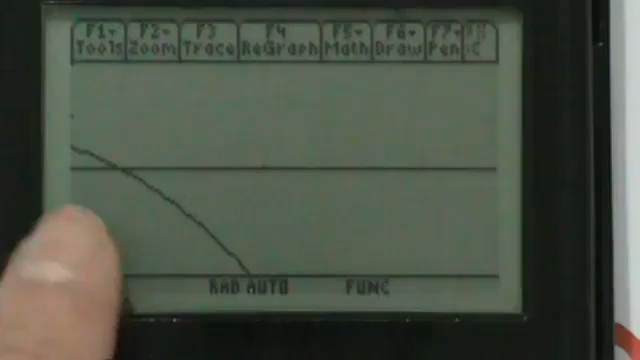 F1 F2 F3 F4 F5 F6 F7
Tools Zoom Trace ReGraph Math Draw Pen
RAD AUTO FUNC